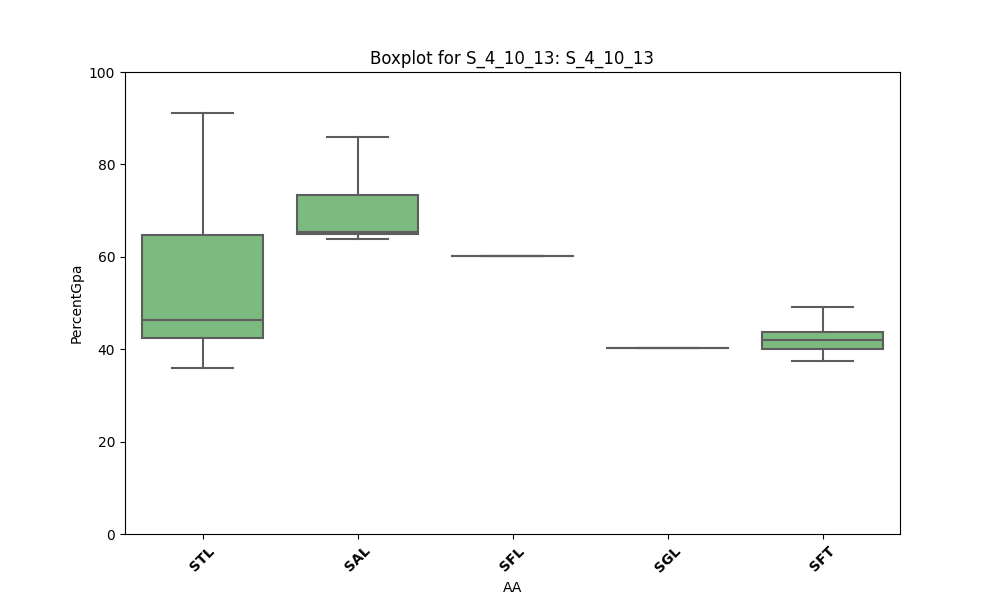 Boxplot for S_4_10_13: S_4_10_13
100
80
60
40
20
0
PercentGpa
STL
SAL
SFL
SGL
SFT
AA